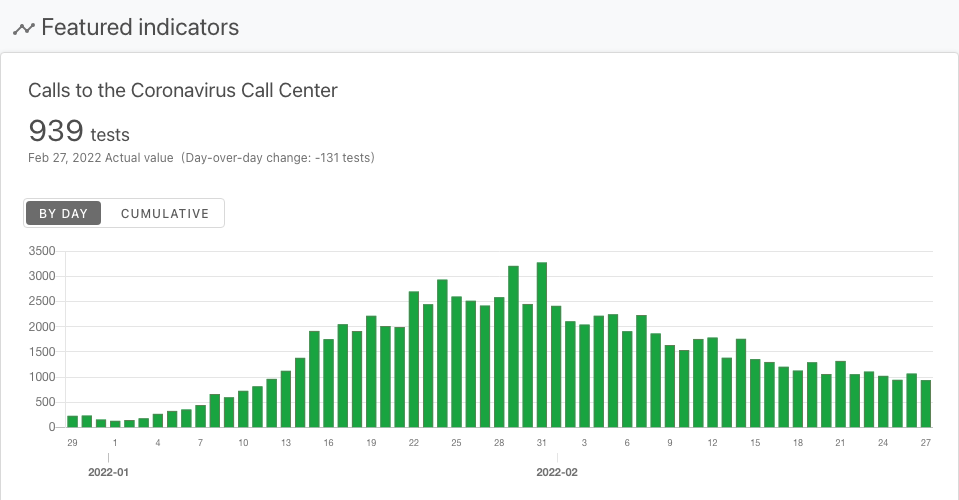 Featured indicators
Calls to the Coronavirus Call Center
939 tests
Feb 27, 2022 Actual value (Day-over-day change: -131 tests)
BY DAY CUMULATIVE
3500
3000
2500
2000
1500
1000
500
0
29 1 4 7 10 13 16 19 22 25 28 31 3 6 9 12 15 18 21 24 27
2022-01 2022-02